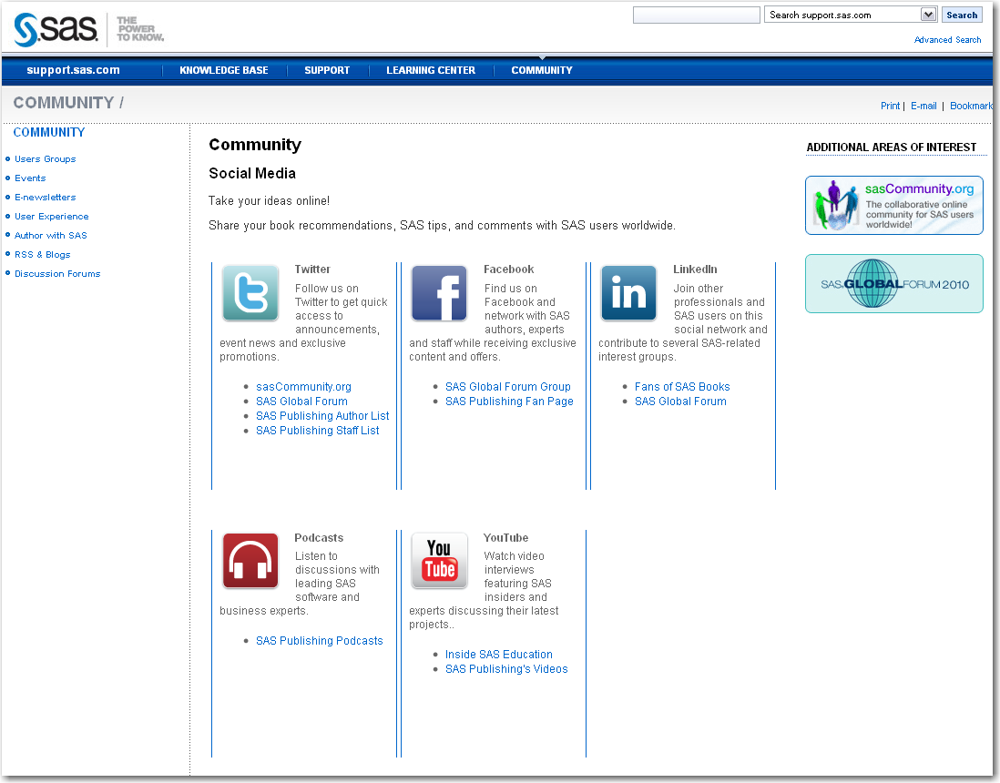 sas. THE
POWER
TO KNOW.
Search support.sas.com
Search
Advanced Search
support.sas.com KNOWLEDGE BASE SUPPORT LEARNING CENTER COMMUNITY
COMMUNITY /
Print | E-mail | Bookmark
COMMUNITY
Users Groups
Events
E-newsletters
User Experience
Author with SAS
RSS & Blogs
Discussion Forums
Community
Social Media
Take your ideas online!
Share your book recommendations, SAS tips, and comments with SAS users worldwide.
t
Twitter
Follow us on
Twitter to get quick
access to
announcements,
event news and exclusive
promotions.
sasCommunity.org
SAS Global Forum
SAS Publishing Author List
SAS Publishing Staff List
f
Facebook
Find us on
Facebook and
network with SAS
authors, experts
and staff while receiving exclusive
content and offers.
SAS Global Forum Group
SAS Publishing Fan Page
in
LinkedIn
Join other
professionals and
SAS users on this
social network and
contribute to several SAS-related
interest groups.
Fans of SAS Books
SAS Global Forum
Podcasts
Listen to
discussions with
leading SAS
software and
business experts.
SAS Publishing Podcasts
You
Tube
YouTube
Watch video
interviews
featuring SAS
insiders and
experts discussing their latest
projects..
Inside SAS Education
SAS Publishing's Videos
ADDITIONAL AREAS OF INTEREST
sasCommunity.org
The collaborative online
community for SAS users
worldwide!
SAS GLOBALFORUM 2010